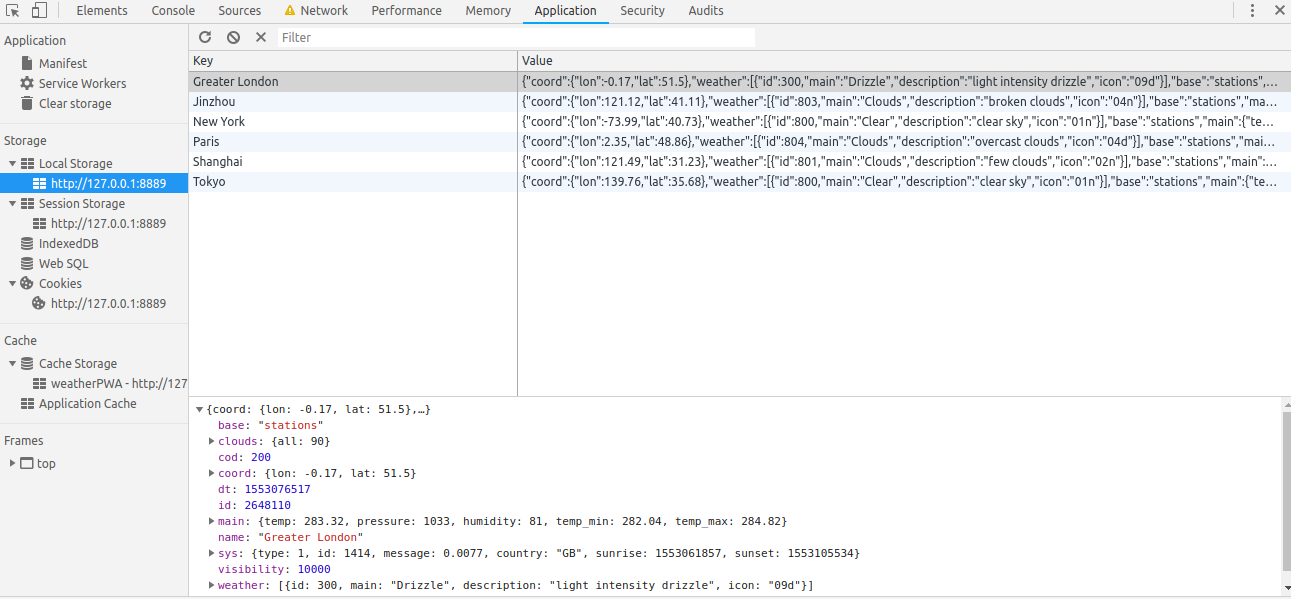 Elements Console Sources Network Performance Memory Application Security Audits
Application
Manifest
Service Workers
Clear storage
Storage
Local Storage
http://127.0.0.1:8889
Session Storage
http://127.0.0.1:8889
IndexedDB
Web SQL
Cookies
http://127.0.0.1:8889
Cache
Cache Storage
weatherPWA - http://127
Application Cache
Frames
top
Filter
Key Value
Greater London {"coord":{"lon":-0.17,"lat":51.5},"weather":[{"id":300,"main":"Drizzle","description":"light intensity drizzle","icon":"09d"}],"base":"stations",…
Jinzhou {"coord":{"lon":121.12,"lat":41.11},"weather":[{"id":803,"main":"Clouds","description":"broken clouds","icon":"04n"}],"base":"stations","ma…
New York {"coord":{"lon":-73.99,"lat":40.73},"weather":[{"id":800,"main":"Clear","description":"clear sky","icon":"01n"}],"base":"stations","main":{"te…
Paris {"coord":{"lon":2.35,"lat":48.86},"weather":[{"id":804,"main":"Clouds","description":"overcast clouds","icon":"04d"}],"base":"stations","mai…
Shanghai {"coord":{"lon":121.49,"lat":31.23},"weather":[{"id":801,"main":"Clouds","description":"few clouds","icon":"02n"}],"base":"stations","main":…
Tokyo {"coord":{"lon":139.76,"lat":35.68},"weather":[{"id":800,"main":"Clear","description":"clear sky","icon":"01n"}],"base":"stations","main":{"te…
{coord: {lon: -0.17, lat: 51.5},…}
base: "stations"
clouds: {all: 90}
cod: 200
coord: {lon: -0.17, lat: 51.5}
dt: 1553076517
id: 2648110
main: {temp: 283.32, pressure: 1033, humidity: 81, temp_min: 282.04, temp_max: 284.82}
name: "Greater London"
sys: {type: 1, id: 1414, message: 0.0077, country: "GB", sunrise: 1553061857, sunset: 1553105534}
visibility: 10000
weather: [{id: 300, main: "Drizzle", description: "light intensity drizzle", icon: "09d"}]